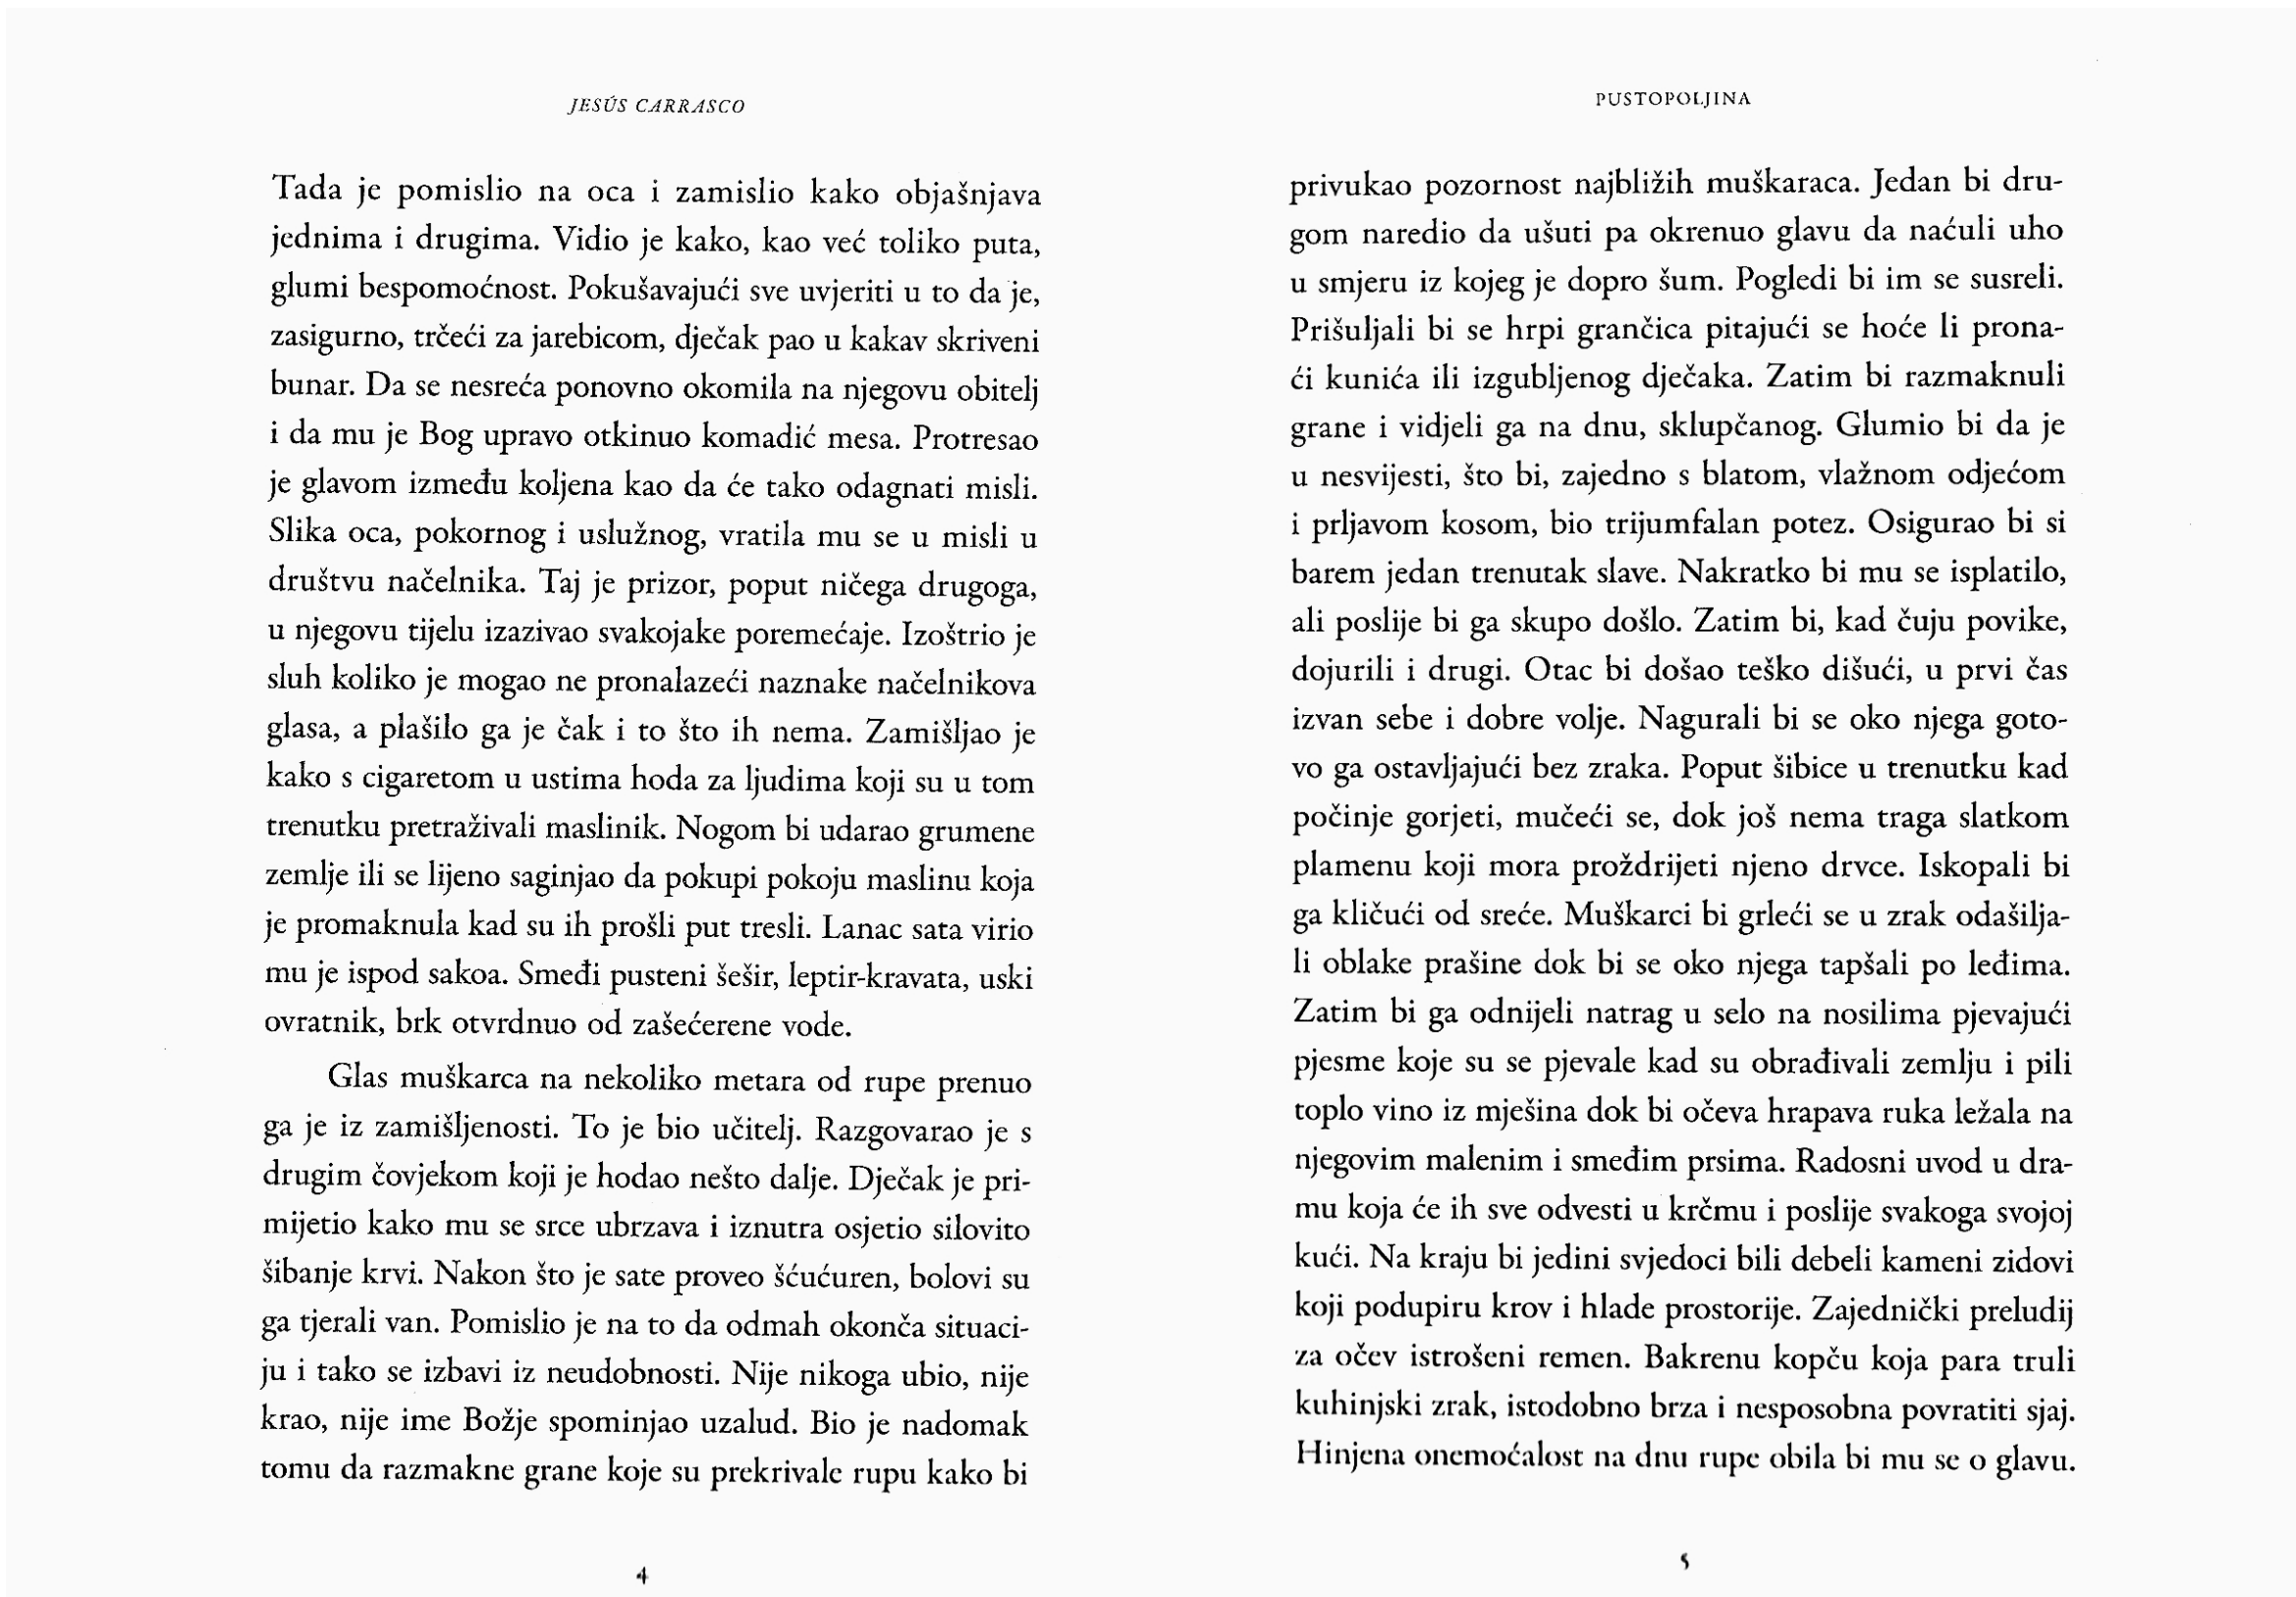 JESÚS CARRASCO
Tada je pomislio na oca i zamislio kako objašnjava
jednima i drugima. Vidio je kako, kao već toliko puta,
glumi bespomoćnost. Pokušavajući sve uvjeriti u to da je,
zasigurno, trčeći za jarebicom, dječak pao u kakav skriveni
bunar. Da se nesreća ponovno okomila na njegovu obitelj
i da mu je Bog upravo otkinuo komadić mesa. Protresao
je glavom između koljena kao da će tako odagnati misli.
Slika oca, pokornog i uslužnog, vratila mu se u misli u
društvu načelnika. Taj je prizor, poput ničega drugoga,
u njegovu tijelu izazivao svakojake poremećaje. Izoštrio je
sluh koliko je mogao ne pronalazeći naznake načelnikova
glasa, a plašilo ga je čak i to što ih nema. Zamišljao je
kako s cigaretom u ustima hoda za ljudima koji su u tom
trenutku pretraživali maslinik. Nogom bi udarao grumene
zemlje ili se lijeno saginjao da pokupi pokoju maslinu koja
je promaknula kad su ih prošli put tresli. Lanac sata virio
mu je ispod sakoa. Smeđi pusteni šešir, leptir-kravata, uski
ovratnik, brk otvrdnuo od zašećerene vode.
Glas muškarca na nekoliko metara od rupe prenuo
ga je iz zamišljenosti. To je bio učitelj. Razgovarao je s
drugim čovjekom koji je hodao nešto dalje. Dječak je pri-
mijetio kako mu se srce ubrzava i iznutra osjetio silovito
šibanje krvi. Nakon što je sate proveo šćućuren, bolovi su
ga tjerali van. Pomislio je na to da odmah okonča situaci-
ju i tako se izbavi iz neudobnosti. Nije nikoga ubio, nije
krao, nije ime Božje spominjao uzalud. Bio je nadomak
tomu da razmakne grane koje su prekrivale rupu kako bi
4
PUSTOPOLJINA
privukao pozornost najbližih muškaraca. Jedan bi dru-
gom naredio da ušuti pa okrenuo glavu da naćuli uho
u smjeru iz kojeg je dopro šum. Pogledi bi im se susreli.
Prišuljali bi se hrpi grančica pitajući se hoće li prona-
ći kunića ili izgubljenog dječaka. Zatim bi razmaknuli
grane i vidjeli ga na dnu, sklupčanog. Glumio bi da je
u nesvijesti, što bi, zajedno s blatom, vlažnom odjećom
i prljavom kosom, bio trijumfalan potez. Osigurao bi si
barem jedan trenutak slave. Nakratko bi mu se isplatilo,
ali poslije bi ga skupo došlo. Zatim bi, kad čuju povike,
dojurili i drugi. Otac bi došao teško dišući, u prvi čas
izvan sebe i dobre volje. Nagurali bi se oko njega goto-
vo ga ostavljajući bez zraka. Poput šibice u trenutku kad
počinje gorjeti, mučeći se, dok još nema traga slatkom
plamenu koji mora proždrijeti njeno drvce. Iskopali bi
ga kličući od sreće. Muškarci bi grleći se u zrak odašilja-
li oblake prašine dok bi se oko njega tapšali po leđima.
Zatim bi ga odnijeli natrag u selo na nosilima pjevajući
pjesme koje su se pjevale kad su obrađivali zemlju i pili
toplo vino iz mješina dok bi očeva hrapava ruka ležala na
njegovim malenim i smeđim prsima. Radosni uvod u dra-
mu koja će ih sve odvesti u krčmu i poslije svakoga svojoj
kući. Na kraju bi jedini svjedoci bili debeli kameni zidovi
koji podupiru krov i hlade prostorije. Zajednički preludij
za očev istrošeni remen. Bakrenu kopču koja para truli
kuhinjski zrak, istodobno brza i nesposobna povratiti sjaj.
Hinjena onemoćalost na dnu rupe obila bi mu se o glavu.
5